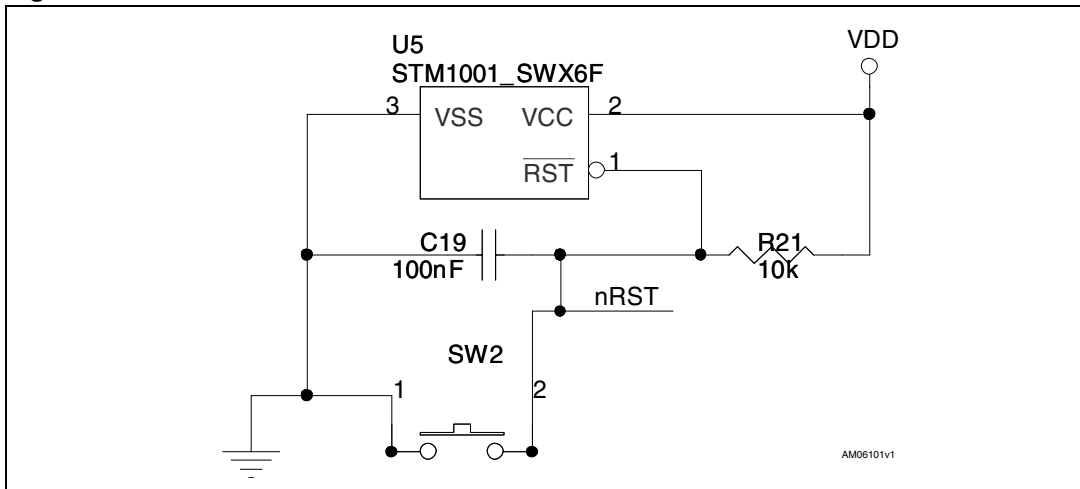 U5
STM1001_SWX6F
VDD
3
VSS
VCC
2
RST
1
C19
100nF
R21
10k
nRST
SW2
1
2
AM06101v1